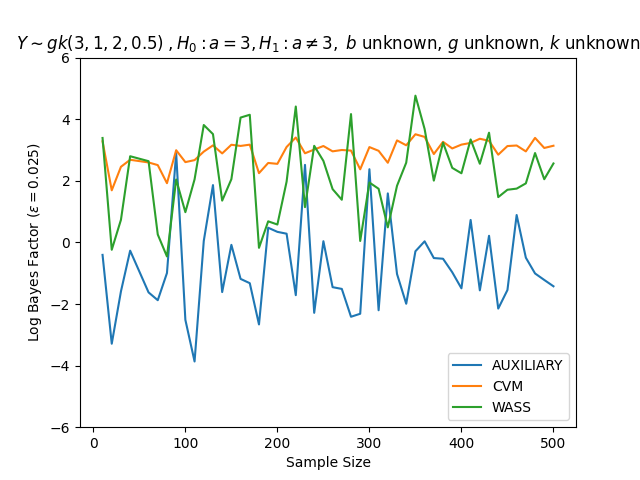 Y ~ gk(3, 1, 2, 0.5) , H₀ : a = 3, H₁ : a ≠ 3, b unknown, g unknown, k unknown
Log Bayes Factor (ϵ = 0.025)
6
4
2
0
−2
−4
−6
AUXILIARY
CVM
WASS
0 100 200 300 400 500
Sample Size